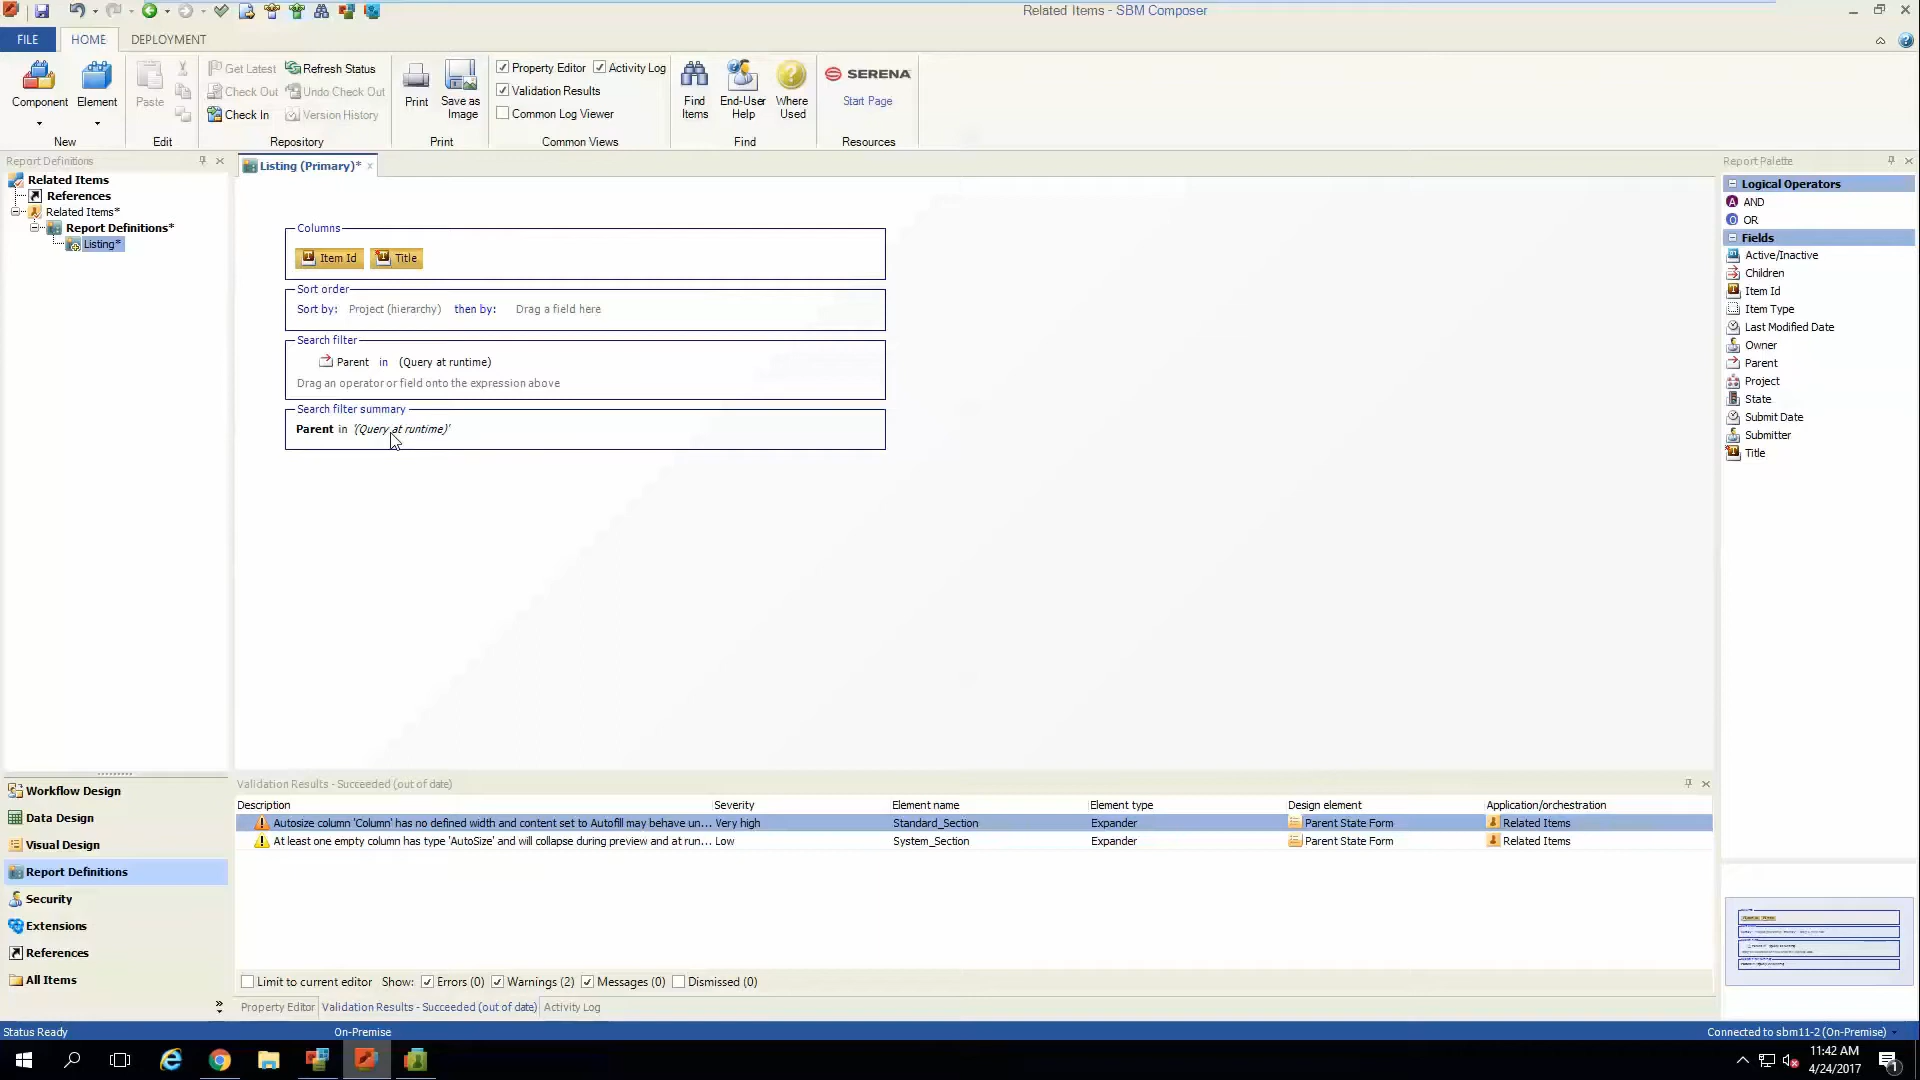 Related Items - SBM Composer
FILE
HOME
DEPLOYMENT
Component
Element
New
Paste
Edit
Get Latest
Refresh Status
Check Out
Undo Check Out
Check In
Version History
Repository
Print
Save as Image
Print
Property Editor
Activity Log
Validation Results
Common Log Viewer
Common Views
Find Items
End-User Help
Where Used
Find
SERENA
Start Page
Resources
Report Definitions
Related Items
References
Related Items*
Report Definitions*
Listing*
Listing (Primary)*
Columns
Item Id
Title
Sort order
Sort by: Project (hierarchy) then by: Drag a field here
Search filter
Parent in (Query at runtime)
Drag an operator or field onto the expression above
Search filter summary
Parent in '(Query at runtime)'
Report Palette
Logical Operators
AND
OR
Fields
Active/Inactive
Children
Item Id
Item Type
Last Modified Date
Owner
Parent
Project
State
Submit Date
Submitter
Title
Workflow Design
Data Design
Visual Design
Report Definitions
Security
Extensions
References
All Items
Validation Results - Succeeded (out of date)
Description Severity Element name Element type Design element Application/orchestration
Autosize column 'Column' has no defined width and content set to Autofill may behave un... Very high Standard_Section Expander Parent State Form Related Items
At least one empty column has type 'AutoSize' and will collapse during preview and at run... Low System_Section Expander Parent State Form Related Items
Limit to current editor Show: Errors (0) Warnings (2) Messages (0) Dismissed (0)
Property Editor Validation Results - Succeeded (out of date) Activity Log
Status Ready
On-Premise
Connected to sbm11-2 (On-Premise)
11:42 AM
4/24/2017
1